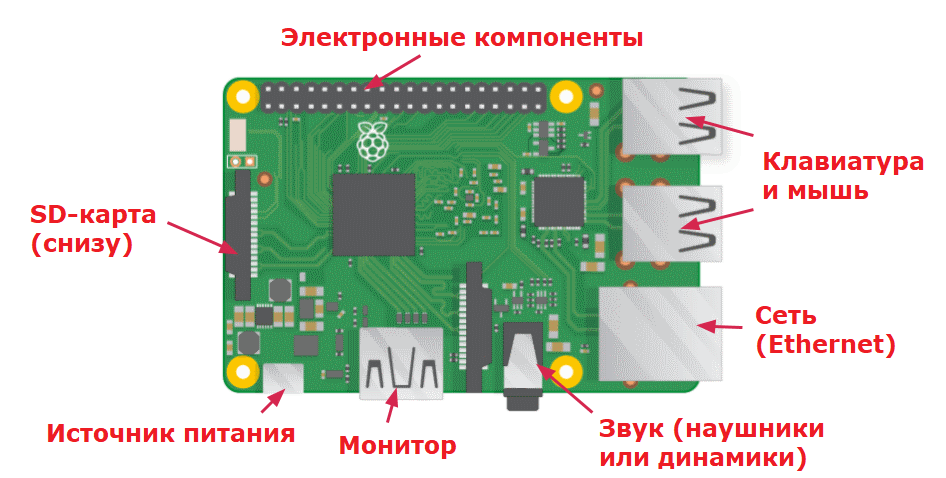 Электронные компоненты
Клавиатура
и мышь
SD-карта
(снизу)
Сеть
(Ethernet)
Источник питания
Монитор
Звук (наушники
или динамики)